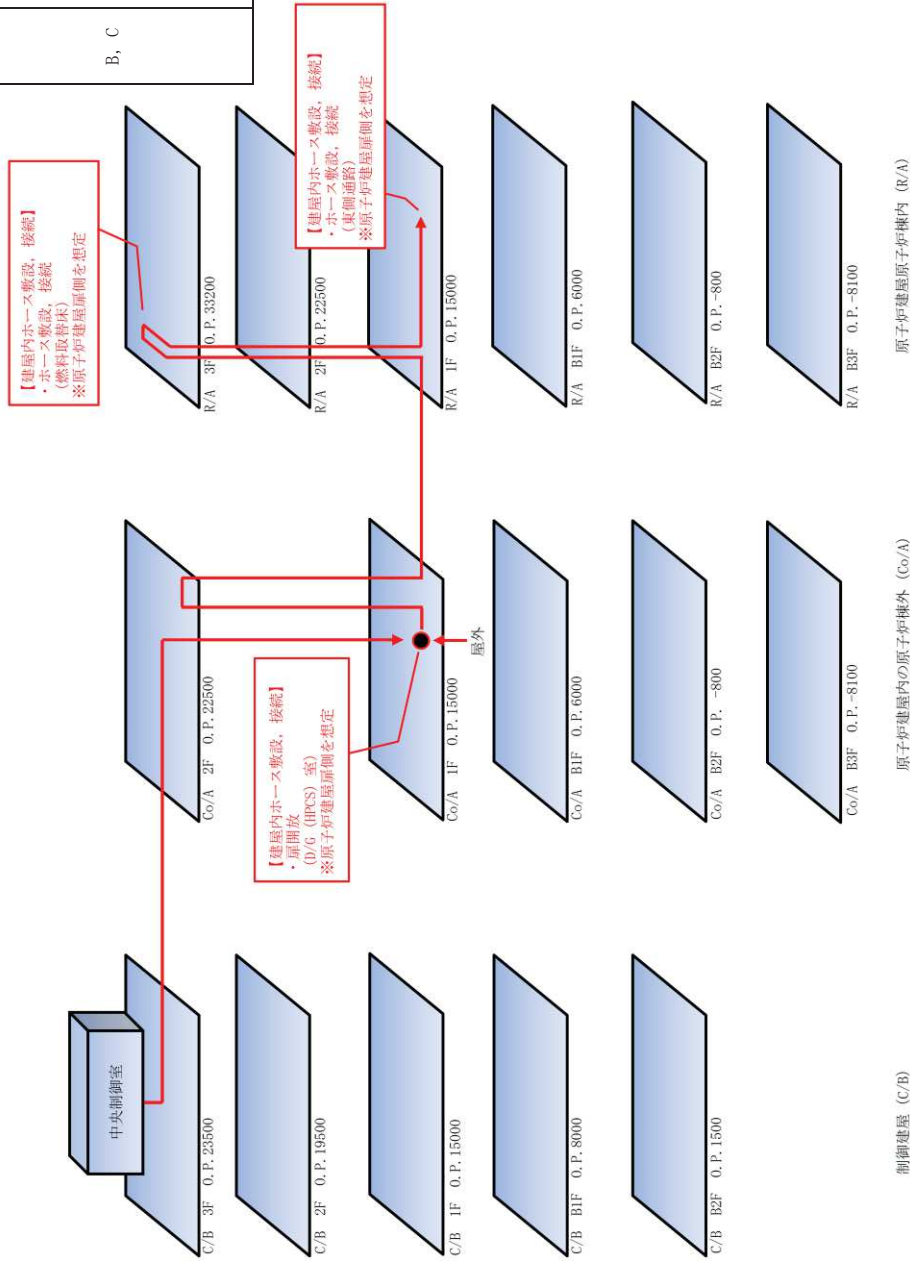 B, C
【建屋内ホース敷設，接続】
・ホース敷設，接続
(燃料取替床)
※原子炉建屋扉側を想定
【建屋内ホース敷設，接続】
・ホース敷設，接続
(東側通路)
※原子炉建屋扉側を想定
【建屋内ホース敷設，接続】
・扉開放
(D/G (HPCS) 室)
※原子炉建屋扉側を想定
屋外
中央制御室
C/B 3F O.P.23500
C/B 2F O.P.19500
C/B 1F O.P.15000
C/B B1F O.P.8000
C/B B2F O.P.1500
制御建屋 (C/B)
Co/A 2F O.P.22500
Co/A 1F O.P.15000
Co/A B1F O.P.6000
Co/A B2F O.P.-800
Co/A B3F O.P.-8100
原子炉建屋内の原子炉棟外 (Co/A)
R/A 3F O.P.33200
R/A 2F O.P.22500
R/A 1F O.P.15000
R/A B1F O.P.6000
R/A B2F O.P.-800
R/A B3F O.P.-8100
原子炉建屋原子炉棟内 (R/A)